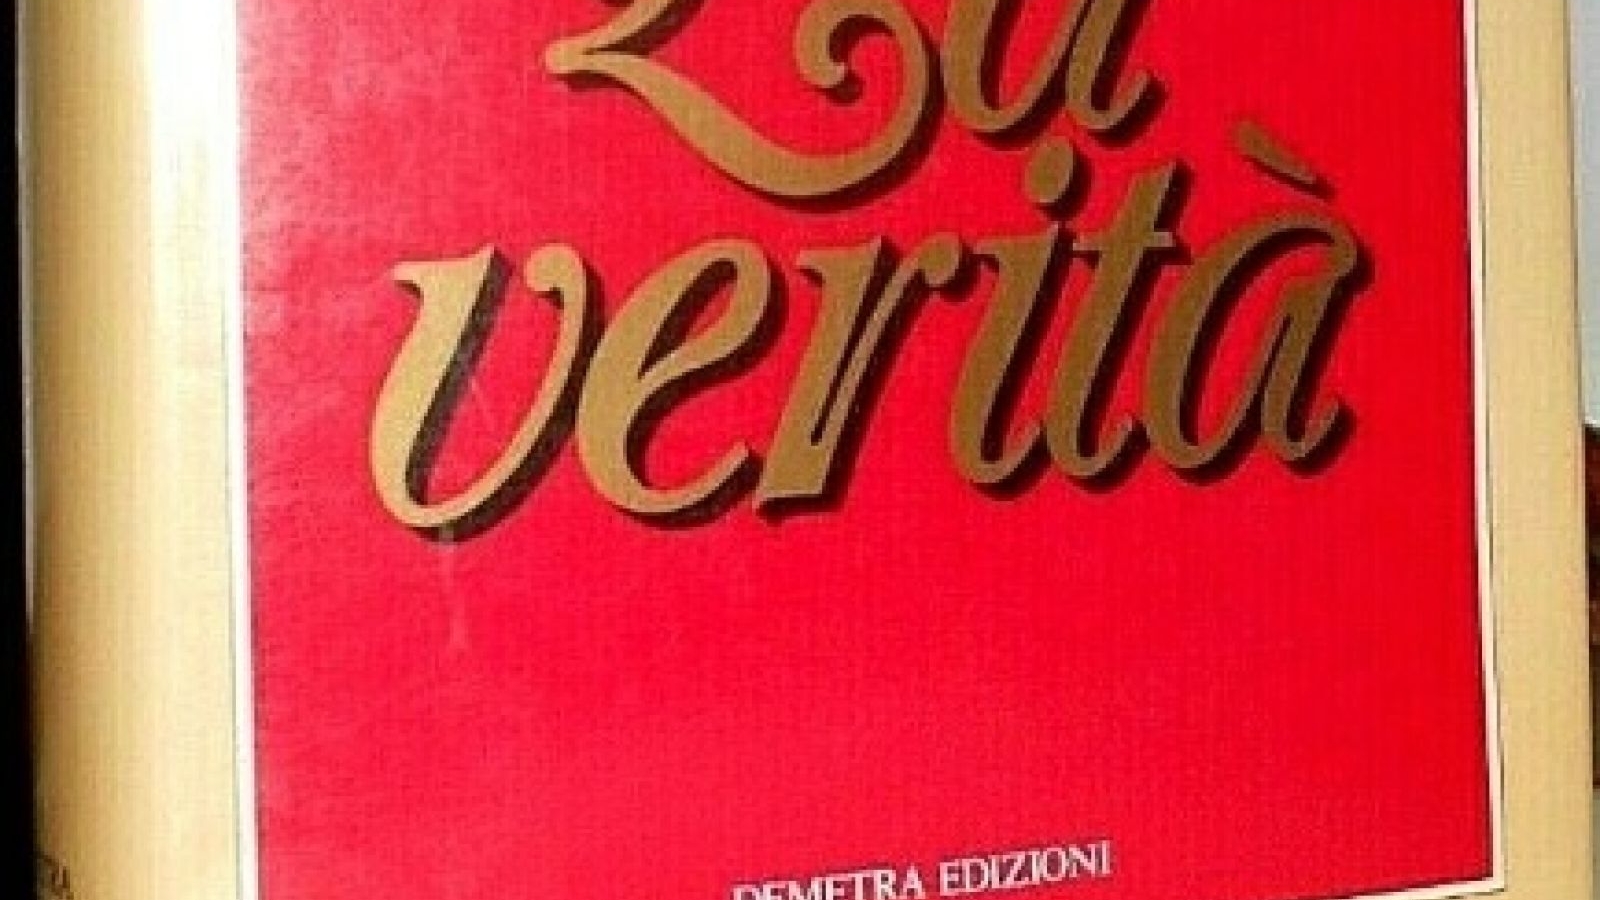 La
verità
DEMETRA EDIZIONI